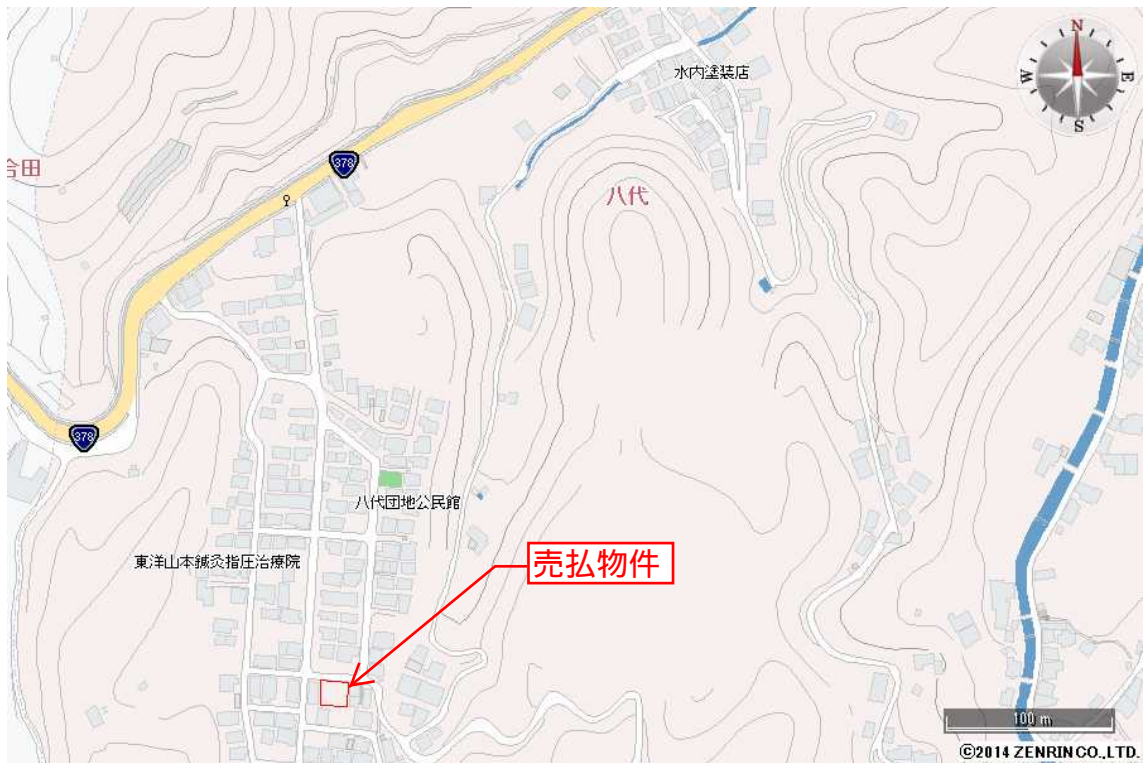 N
水内塗装店
W
E
S
378
合田
八代
八代団地公民館
東洋山本鍼灸指圧治療院
売払物件
378
100 m
©2014 ZENRIN CO., LTD.